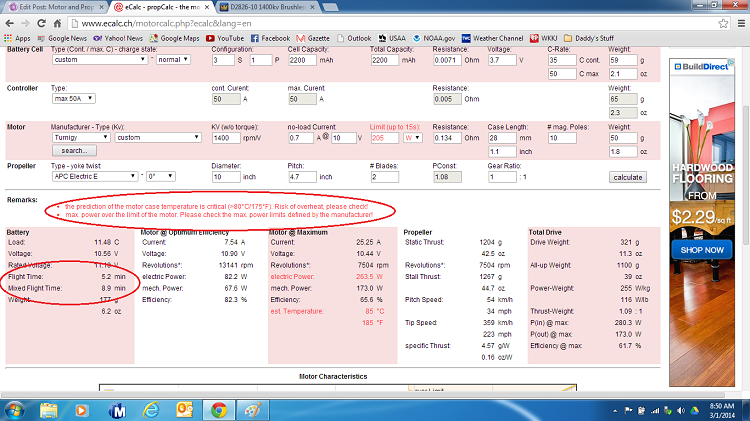 Edit Post ‹ Motor and Prop
eCalc - propCalc - the mo
D2826-10 1400kv Brushles
www.ecalc.ch/motorcalc.php?ecalc&lang=en
Apps Google News Yahoo! Google Maps YouTube Facebook Gazette Outlook USAA NOAA.gov Weather Channel WKKJ Daddy's Stuff
Battery Cell Type (Cont. / max. C) - charge state: Configuration: Cell Capacity: Total Capacity: Resistance: Voltage: C-Rate: Weight:
custom - normal 3 S 1 P 2200 mAh 2200 mAh 0.0071 Ohm 3.7 V 35 C cont. 59 g
50 C max 2.1 oz
Controller Type: cont. Current: max. Current: Resistance: Weight:
max 50A 50 A 50 A 0.005 Ohm 65 g
2.3 oz
Motor Manufacturer - Type (Kv): KV (w/o torque): no-load Current: Limit (up to 15s): Resistance: Case Length: # mag. Poles: Weight:
Turnigy - custom 1400 rpm/V 0.7 A @ 10 V 205 W 0.134 Ohm 28 mm 10 50 g
search... 1.1 inch 1.8 oz
Propeller Type - yoke twist: Diameter: Pitch: # Blades: PConst: Gear Ratio:
APC Electric E - 0° 10 inch 4.7 inch 2 1.08 1 : 1 calculate
Remarks:
• the prediction of the motor case temperature is critical (>80°C/175°F). Risk of overheat, please check!
• max. power over the limit of the motor. Please check the max. power limits defined by the manufacturer!
Battery Motor @ Optimum Efficiency Motor @ Maximum Propeller Total Drive
Load: 11.48 C Current: 7.54 A Current: 25.25 A Static Thrust: 1204 g Drive Weight: 321 g
Voltage: 10.56 V Voltage: 10.90 V Voltage: 10.44 V 42.5 oz 11.3 oz
Rated Voltage: 11.10 V Revolutions*: 13141 rpm Revolutions*: 7504 rpm Revolutions*: 7504 rpm All-up Weight: 1100 g
Flight Time: 5.2 min electric Power: 82.2 W electric Power: 263.5 W Stall Thrust: 1267 g 39 oz
Mixed Flight Time: 8.9 min mech. Power: 67.6 W mech. Power: 173.0 W 44.7 oz Power-Weight: 255 W/kg
Weight: 177 g Efficiency: 82.3 % Efficiency: 65.6 % Pitch Speed: 54 km/h 116 W/lb
6.2 oz est. Temperature: 85 °C 34 mph Thrust-Weight: 1.09 : 1
185 °F Tip Speed: 359 km/h P(in) @ max: 280.3 W
223 mph P(out) @ max: 173.0 W
specific Thrust: 4.57 g/W Efficiency @ max: 61.7 %
0.16 oz/W
Motor Characteristics
over Limit
BuildDirect
HARDWOOD
FLOORING
FROM
$2.29/sq.ft
SHOP NOW
8:50 AM
3/1/2014